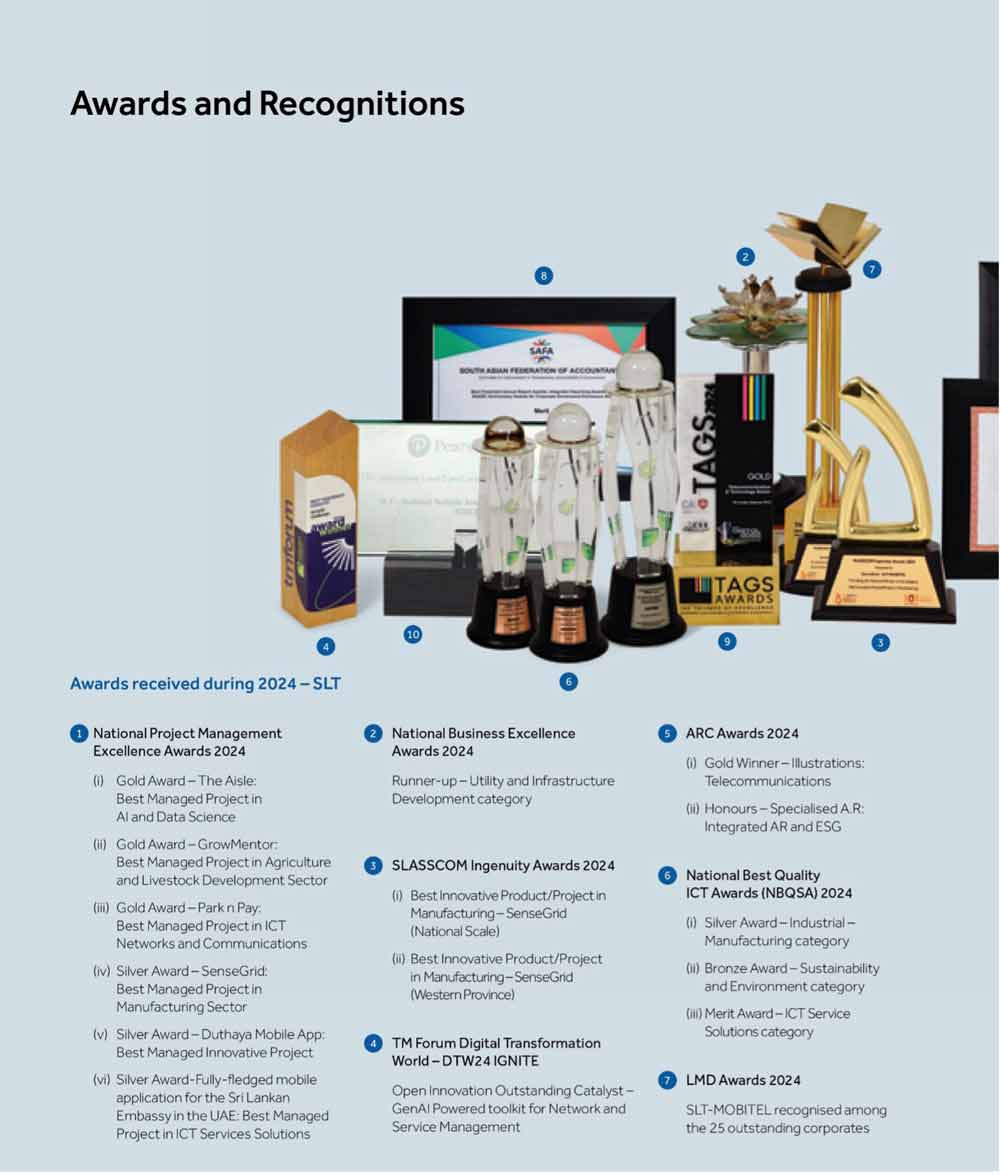 Awards and Recognitions
8
2
7
SAFA
SOUTH ASIAN FEDERATION OF ACCOUNTAN
Merit
TAGS 2024
GOLD
tmforum
award
TAGS
AWARDS
4
10
6
9
3
Awards received during 2024 – SLT
1 National Project Management
Excellence Awards 2024
(i) Gold Award – The Aisle:
Best Managed Project in
AI and Data Science
(ii) Gold Award – GrowMentor:
Best Managed Project in Agriculture
and Livestock Development Sector
(iii) Gold Award – Park n Pay:
Best Managed Project in ICT
Networks and Communications
(iv) Silver Award – SenseGrid:
Best Managed Project in
Manufacturing Sector
(v) Silver Award – Duthaya Mobile App:
Best Managed Innovative Project
(vi) Silver Award-Fully-fledged mobile
application for the Sri Lankan
Embassy in the UAE: Best Managed
Project in ICT Services Solutions
2 National Business Excellence
Awards 2024
Runner-up – Utility and Infrastructure
Development category
3 SLASSCOM Ingenuity Awards 2024
(i) Best Innovative Product/Project in
Manufacturing – SenseGrid
(National Scale)
(ii) Best Innovative Product/Project
in Manufacturing – SenseGrid
(Western Province)
4 TM Forum Digital Transformation
World – DTW24 IGNITE
Open Innovation Outstanding Catalyst –
GenAI Powered toolkit for Network and
Service Management
5 ARC Awards 2024
(i) Gold Winner – Illustrations:
Telecommunications
(ii) Honours – Specialised A.R:
Integrated AR and ESG
6 National Best Quality
ICT Awards (NBQSA) 2024
(i) Silver Award – Industrial –
Manufacturing category
(ii) Bronze Award – Sustainability
and Environment category
(iii) Merit Award – ICT Service
Solutions category
7 LMD Awards 2024
SLT-MOBITEL recognised among
the 25 outstanding corporates